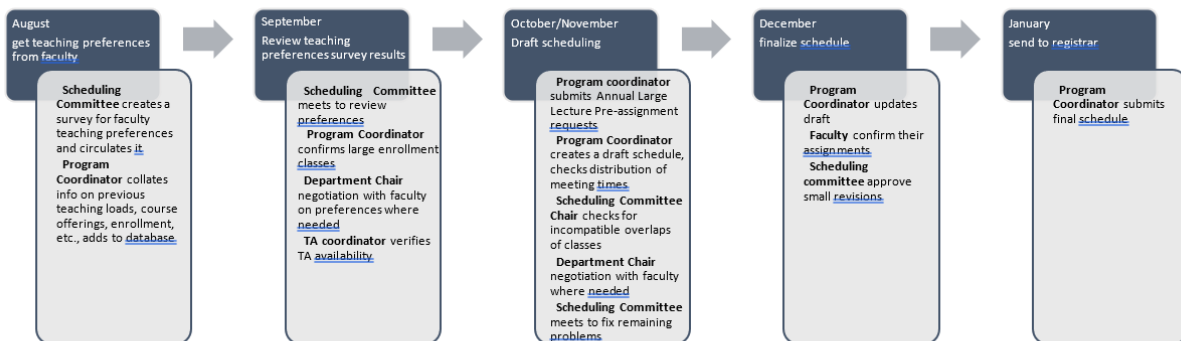 August
get teaching preferences
from faculty
Scheduling
Committee creates a
survey for faculty
teaching preferences
and circulates it
Program
Coordinator collates
info on previous
teaching loads, course
offerings, enrollment,
etc., adds to database
September
Review teaching
preferences survey results
Scheduling Committee
meets to review
preferences
Program Coordinator
confirms large enrollment
classes
Department Chair
negotiation with faculty
on preferences where
needed
TA coordinator verifies
TA availability
October/November
Draft scheduling
Program coordinator
submits Annual Large
Lecture Pre-assignment
requests
Program Coordinator
creates a draft schedule,
checks distribution of
meeting times
Scheduling Committee
Chair checks for
incompatible overlaps
of classes
Department Chair
negotiation with faculty
where needed
Scheduling Committee
meets to fix remaining
problems
December
finalize schedule
Program
Coordinator updates
draft
Faculty confirm their
assignments
Scheduling
committee approve
small revisions
January
send to registrar
Program
Coordinator submits
final schedule